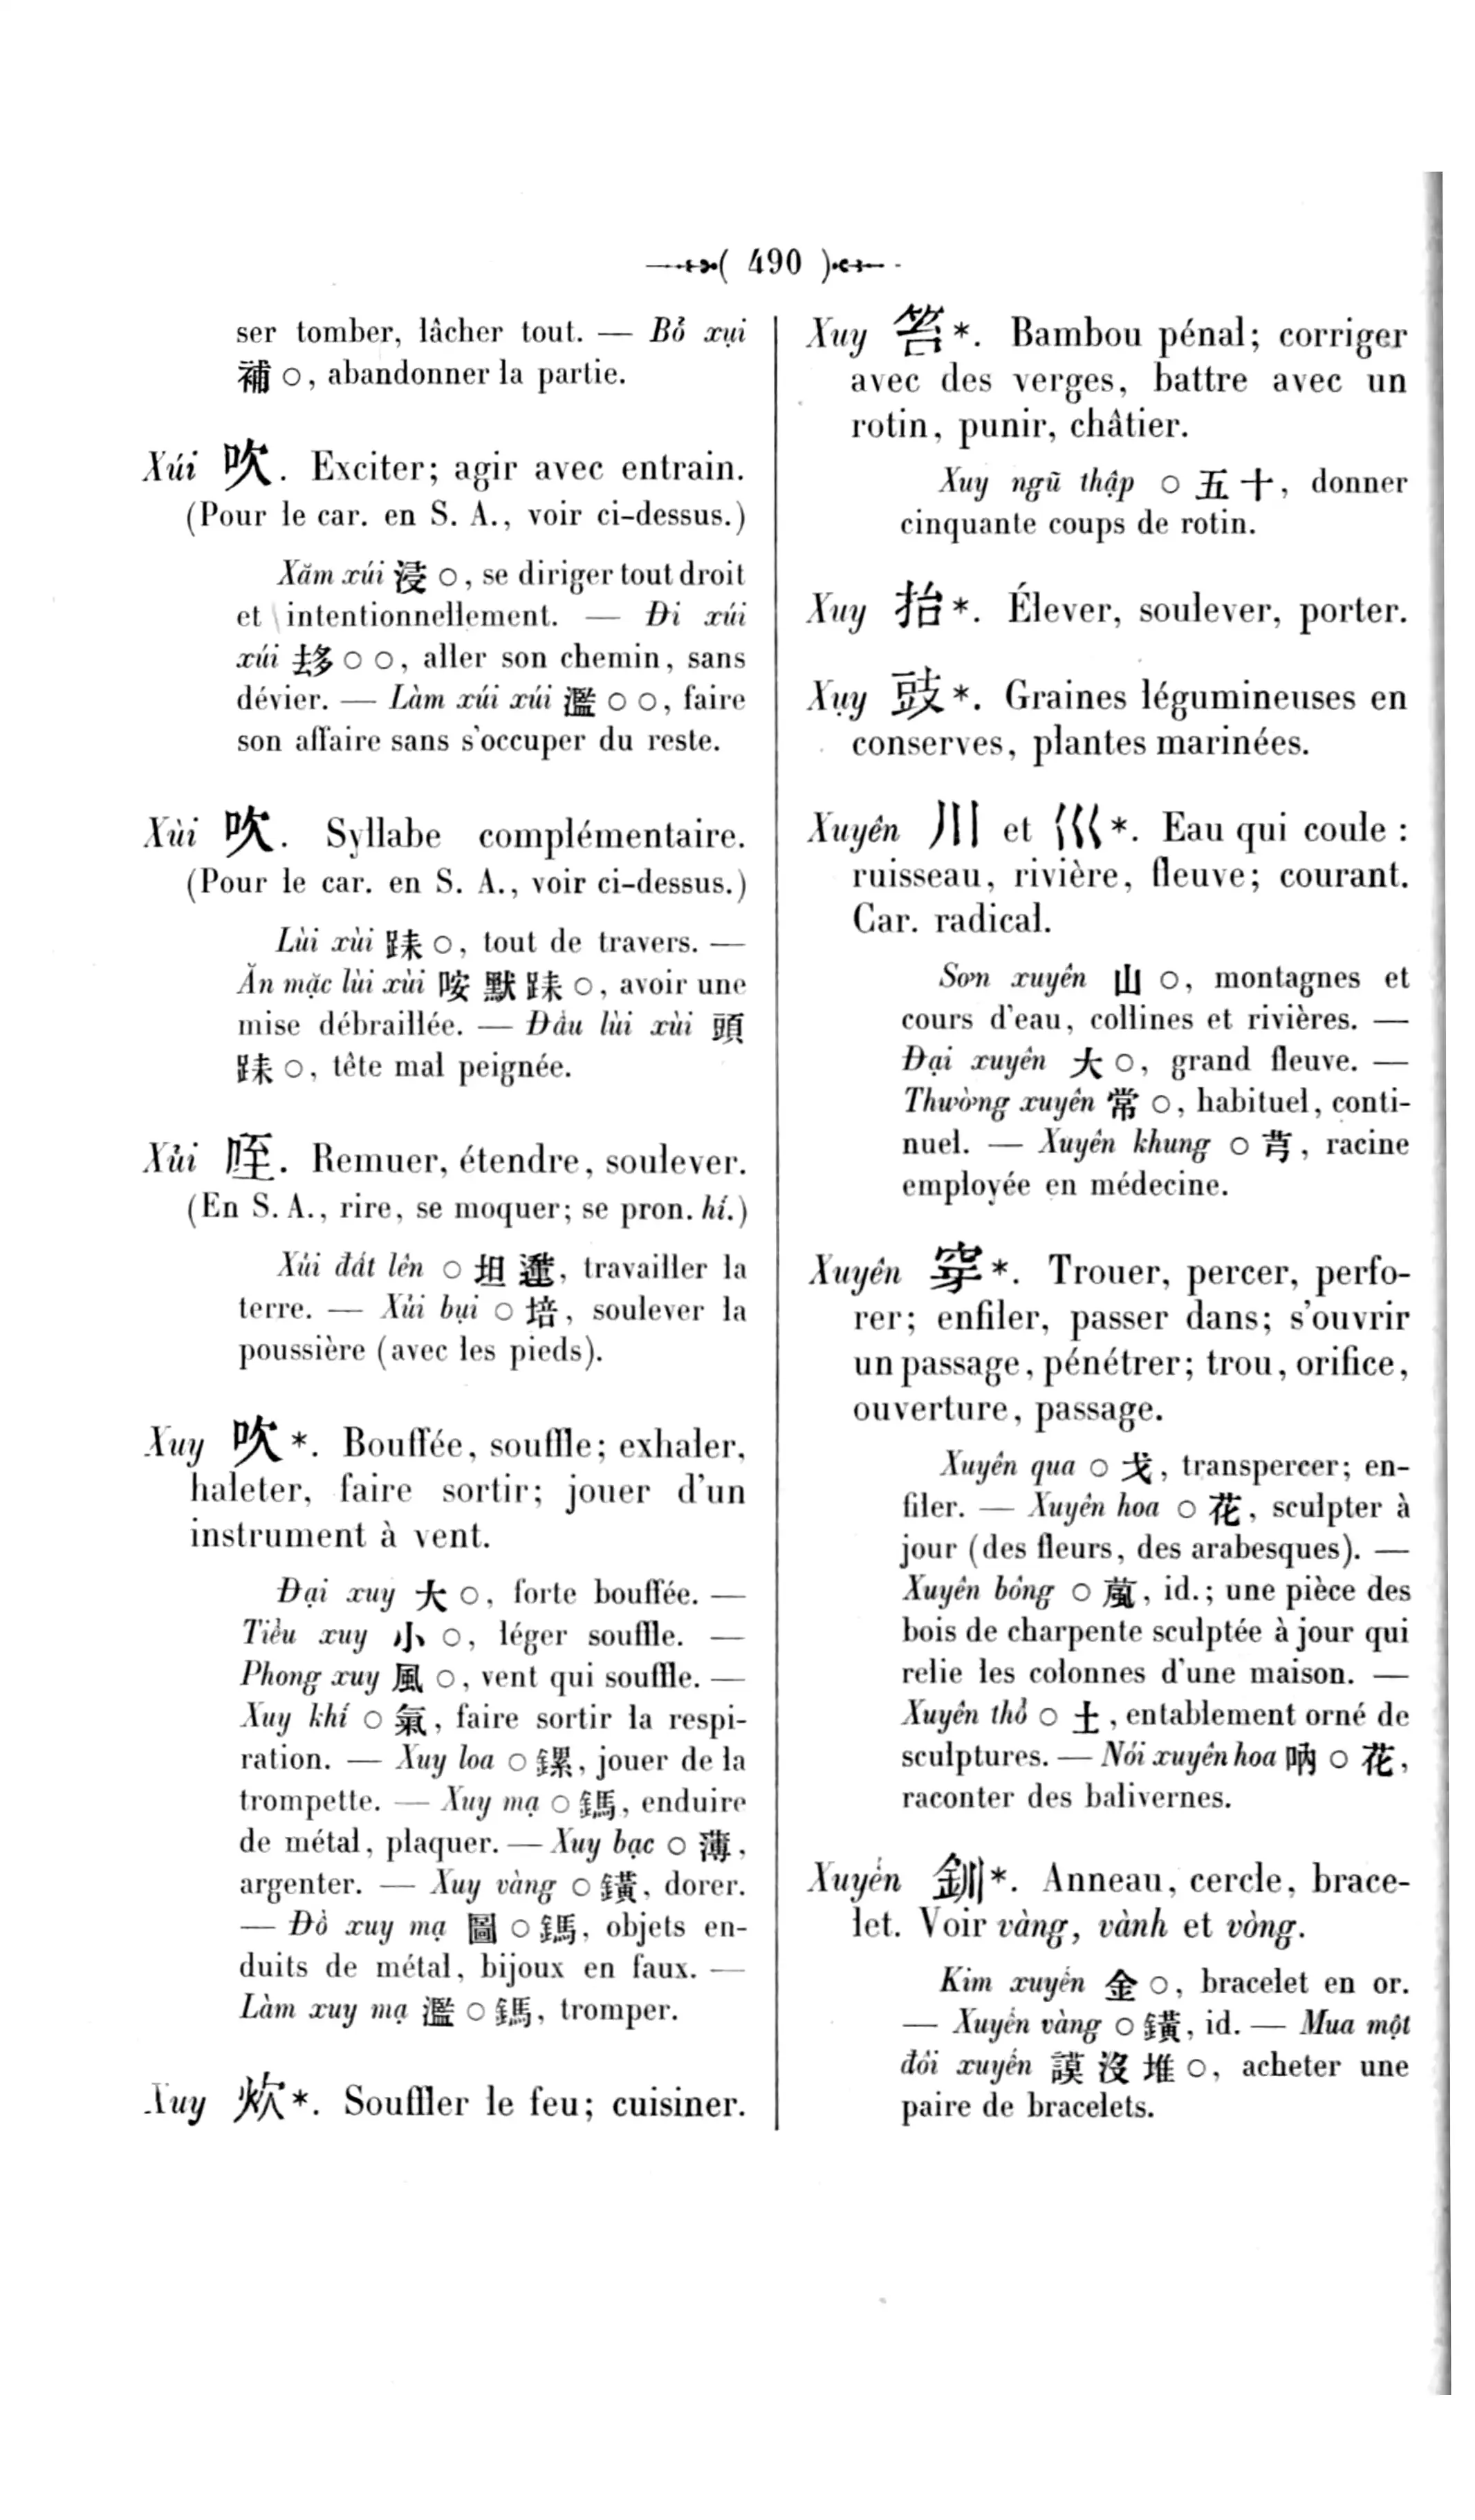 ( 490 )
ser tomber, lâcher tout. — Bỏ xụi
補 ○, abandonner la partie.
Xúi 吹. Exciter; agir avec entrain.
(Pour le car. en S. A., voir ci-dessus.)
Xăm xúi 浸 ○, se diriger tout droit
et intentionnellement. — Đi xúi
xúi 迻 ○ ○, aller son chemin, sans
dévier. — Làm xúi xúi 濫 ○ ○, faire
son affaire sans s'occuper du reste.
Xùi 吹. Syllabe complémentaire.
(Pour le car. en S. A., voir ci-dessus.)
Lùi xùi ○, tout de travers. —
Ăn mặc lùi xùi 咹 默 ○, avoir une
mise débraillée. — Đầu lùi xùi 頭
○, tête mal peignée.
Xủi 咥. Remuer, étendre, soulever.
(En S. A., rire, se moquer; se pron. hí.)
Xủi đất lên ○ 坦, travailler la
terre. — Xủi bụi ○ 培, soulever la
poussière (avec les pieds).
Xuy 吹*. Bouffée, souffle; exhaler,
haleter, faire sortir; jouer d'un
instrument à vent.
Đại xuy 大 ○, forte bouffée. —
Tiểu xuy 小 ○, léger souffle. —
Phong xuy 風 ○, vent qui souffle. —
Xuy khí ○ 氣, faire sortir la respi-
ration. — Xuy loa ○ 鏍, jouer de la
trompette. — Xuy mạ ○ 鎷, enduire
de métal, plaquer. — Xuy bạc ○ 薄,
argenter. — Xuy vàng ○ 鐄, dorer.
— Đồ xuy mạ 圖 ○ 鎷, objets en-
duits de métal, bijoux en faux. —
Làm xuy mạ 濫 ○ 鎷, tromper.
Xuy 炊*. Souffler le feu; cuisiner.
Xuy 笞*. Bambou pénal; corriger
avec des verges, battre avec un
rotin, punir, châtier.
Xuy ngũ thập ○ 五 十, donner
cinquante coups de rotin.
Xuy 抬*. Élever, soulever, porter.
Xụy 豉*. Graines légumineuses en
conserves, plantes marinées.
Xuyên 川 et 巛*. Eau qui coule :
ruisseau, rivière, fleuve; courant.
Car. radical.
Sơn xuyên 山 ○, montagnes et
cours d'eau, collines et rivières. —
Đại xuyên 大 ○, grand fleuve. —
Thường xuyên 常 ○, habituel, conti-
nuel. — Xuyên khung ○ 芎, racine
employée en médecine.
Xuyên 穿*. Trouer, percer, perfo-
rer; enfiler, passer dans; s'ouvrir
un passage, pénétrer; trou, orifice,
ouverture, passage.
Xuyên qua ○ 戈, transpercer; en-
filer. — Xuyên hoa ○ 花, sculpter à
jour (des fleurs, des arabesques). —
Xuyên bông ○, id.; une pièce des
bois de charpente sculptée à jour qui
relie les colonnes d'une maison. —
Xuyên thổ ○ 土, entablement orné de
sculptures. — Nói xuyên hoa 吶 ○ 花,
raconter des balivernes.
Xuyến 釧*. Anneau, cercle, brace-
let. Voir vàng, vành et vòng.
Kim xuyến 金 ○, bracelet en or.
— Xuyến vàng ○ 鐄, id. — Mua một
đôi xuyến 謨 沒 堆 ○, acheter une
paire de bracelets.